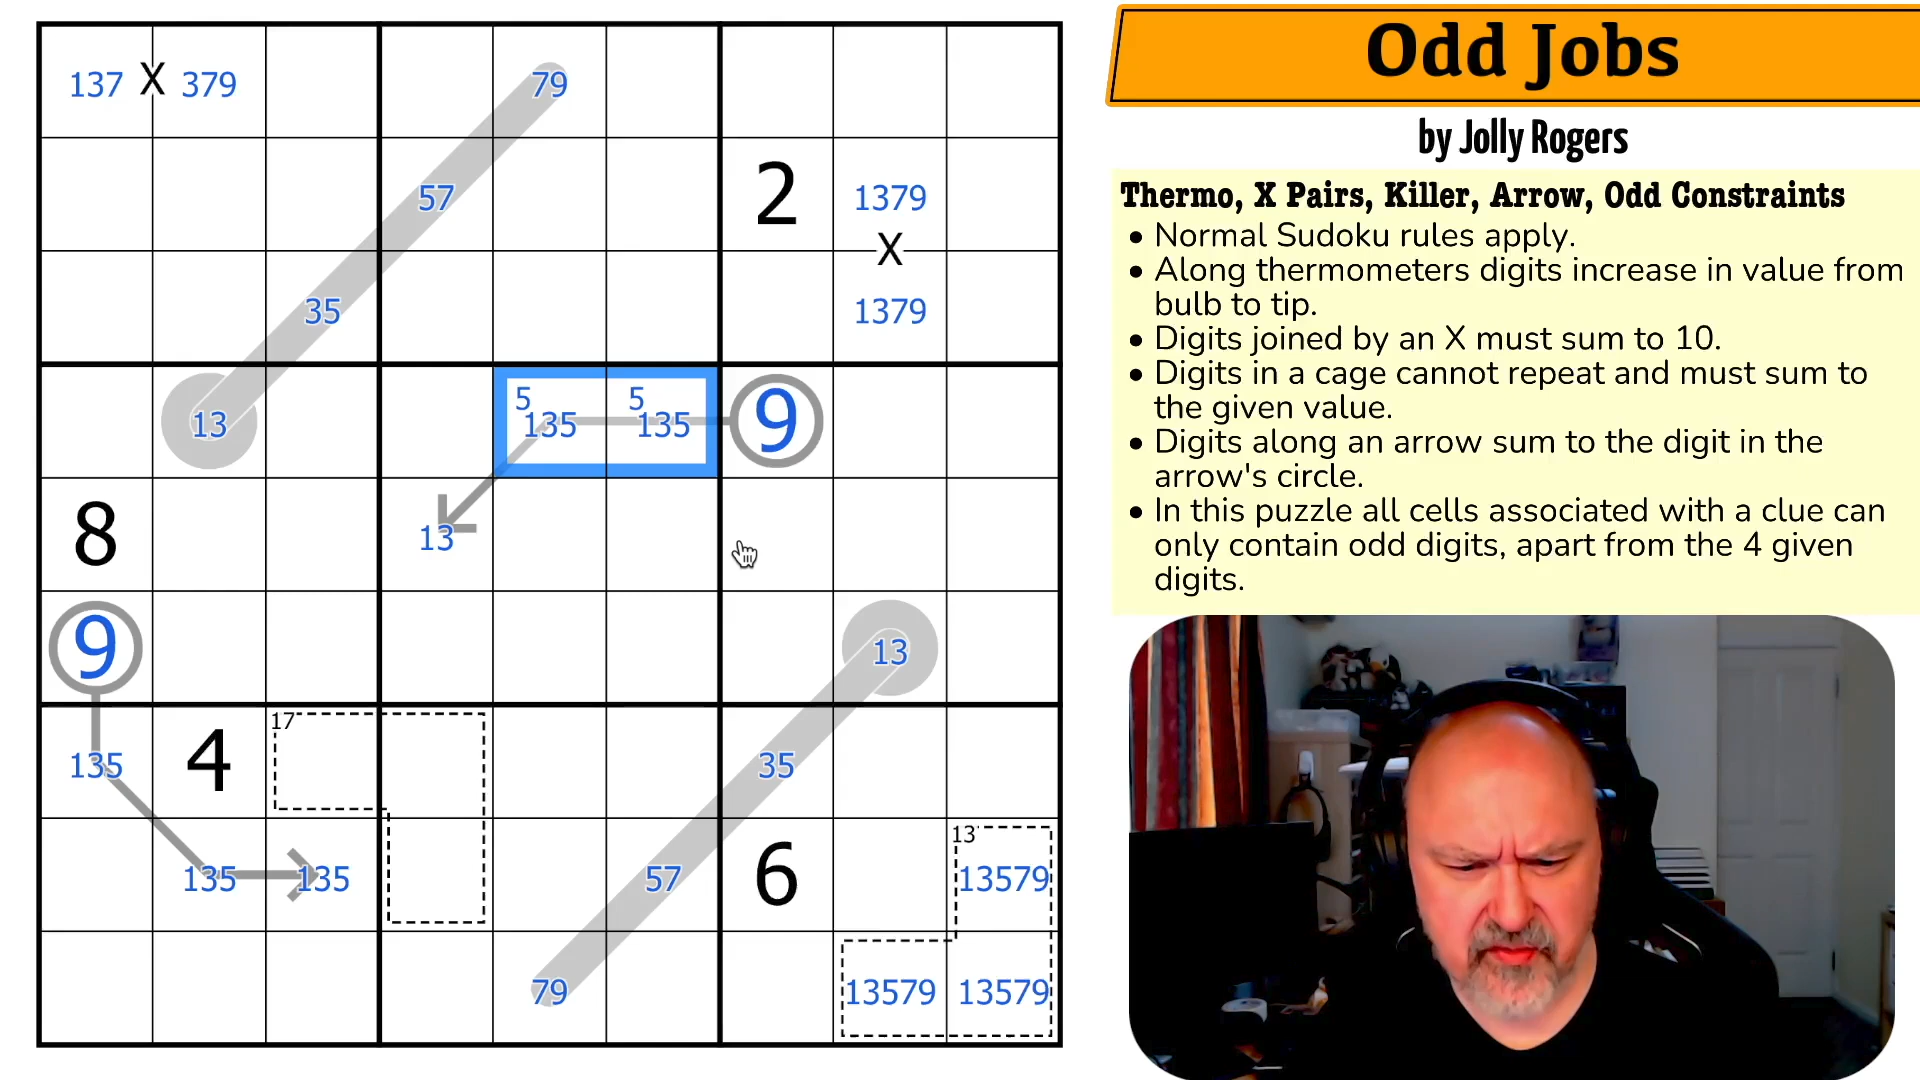 Odd Jobs
by Jolly Rogers
Thermo, X Pairs, Killer, Arrow, Odd Constraints
• Normal Sudoku rules apply.
• Along thermometers digits increase in value from
bulb to tip.
• Digits joined by an X must sum to 10.
• Digits in a cage cannot repeat and must sum to
the given value.
• Digits along an arrow sum to the digit in the
arrow's circle.
• In this puzzle all cells associated with a clue can
only contain odd digits, apart from the 4 given
digits.
137 X 379 79
57 2 1379
X
35 1379
5 5
13 135 135 9
8 13
9 13
17
135 4 35
13
135 135 57 6 13579
79 13579 13579